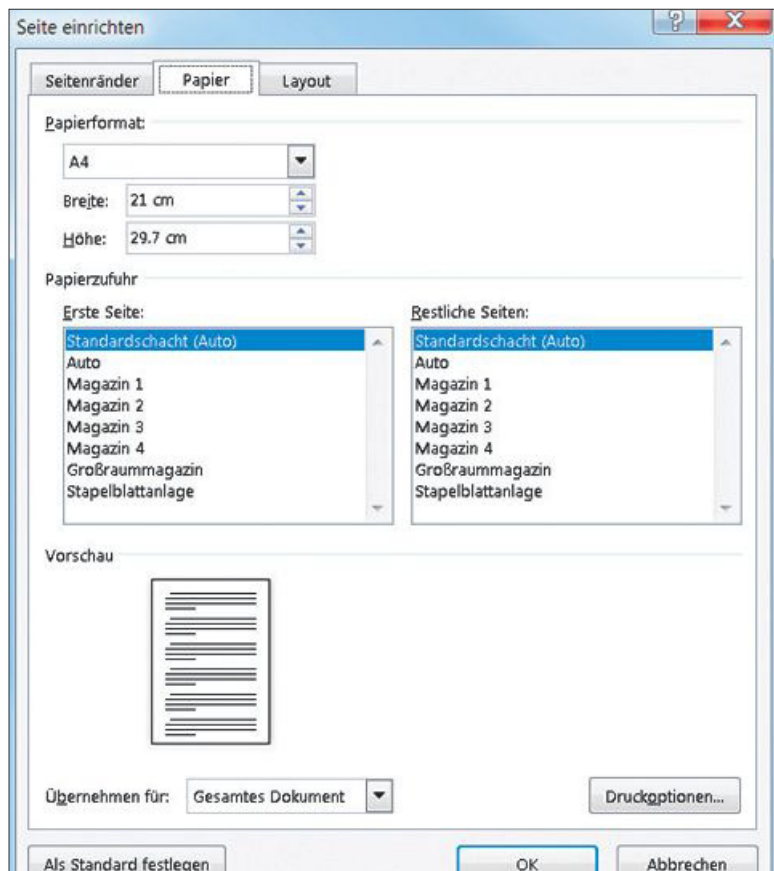 Seite einrichten
Seitenränder Papier Layout
Papierformat:
A4
Breite: 21 cm
Höhe: 29.7 cm
Papierzufuhr
Erste Seite: Restliche Seiten:
Standardschacht (Auto) Standardschacht (Auto)
Auto Auto
Magazin 1 Magazin 1
Magazin 2 Magazin 2
Magazin 3 Magazin 3
Magazin 4 Magazin 4
Großraummagazin Großraummagazin
Stapelblattanlage Stapelblattanlage
Vorschau
Übernehmen für: Gesamtes Dokument Druckoptionen...
Als Standard festlegen OK Abbrechen